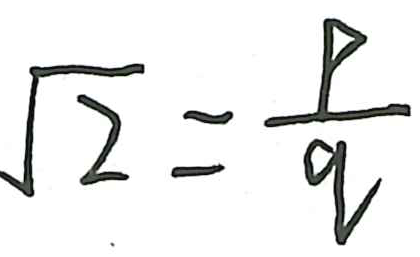 √2 = p/q